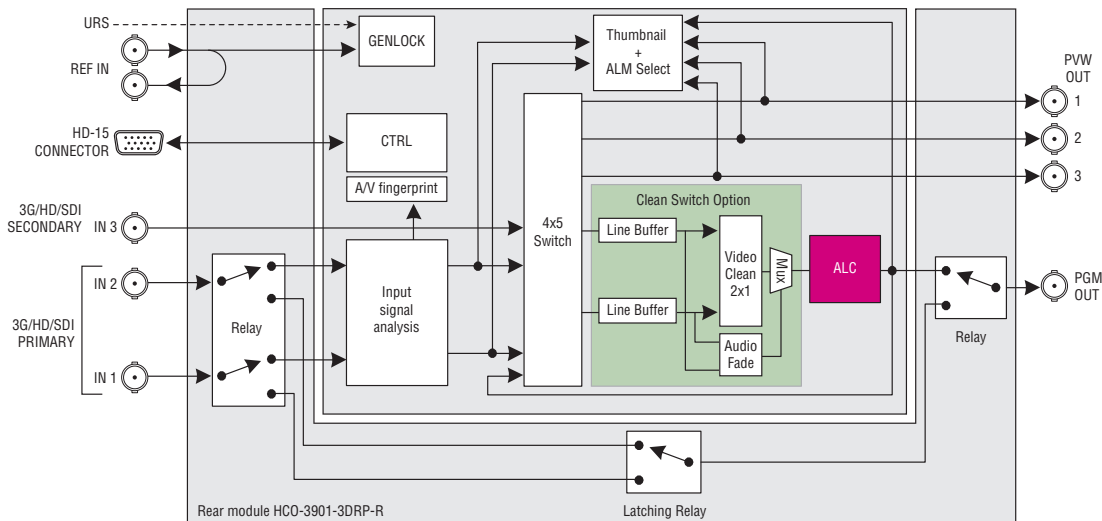 URS
REF IN
HD-15
CONNECTOR
3G/HD/SDI
SECONDARY
IN 3
3G/HD/SDI
PRIMARY
IN 2
IN 1
GENLOCK
CTRL
A/V fingerprint
Relay
Input
signal
analysis
Thumbnail
+
ALM Select
4x5
Switch
Clean Switch Option
Line Buffer
Line Buffer
Video
Clean
2x1
Mux
Audio
Fade
ALC
PVW
OUT
1
2
3
PGM
OUT
Relay
Latching Relay
Rear module HCO-3901-3DRP-R